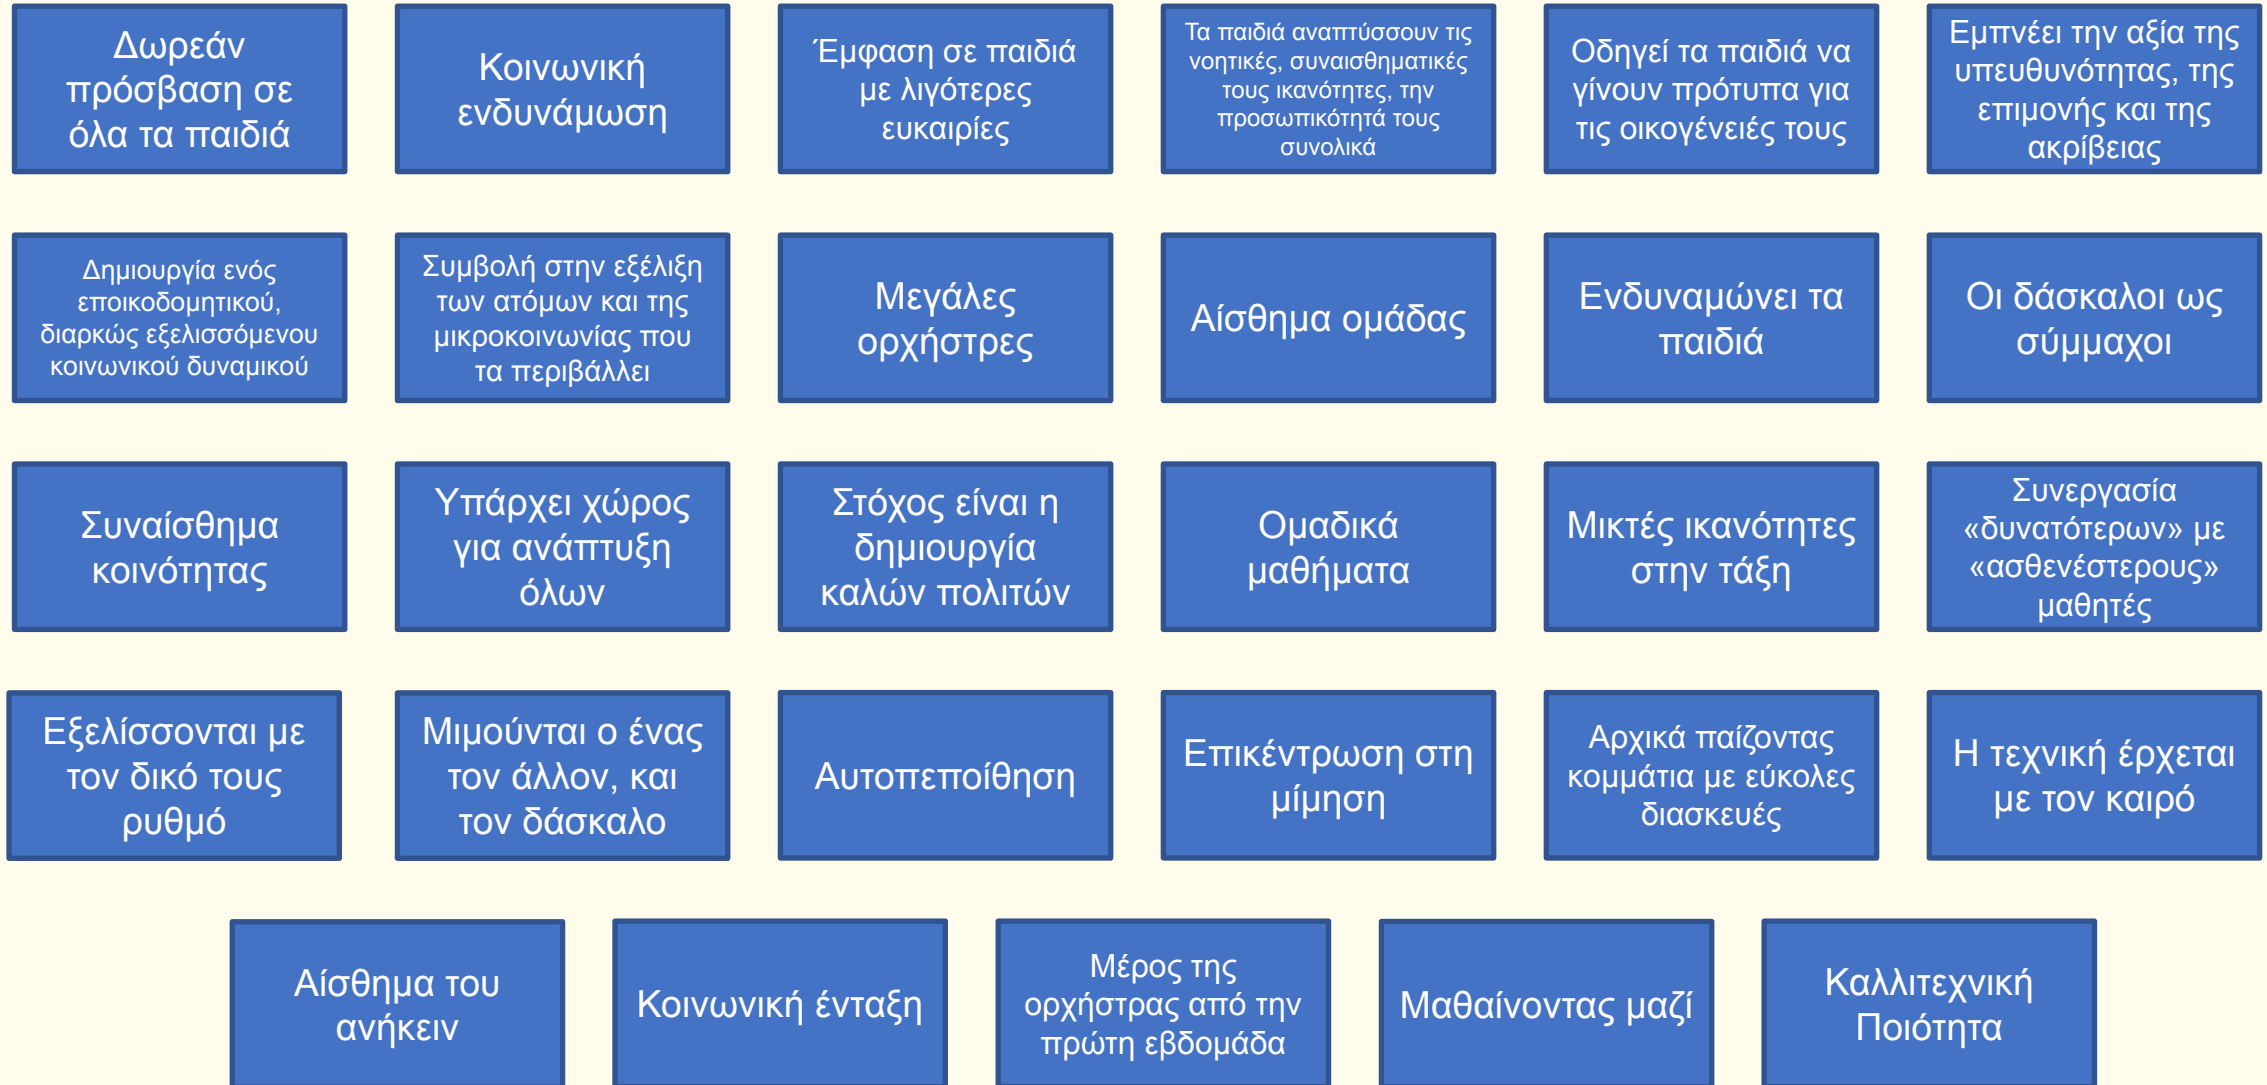 Δωρεάν
πρόσβαση σε
όλα τα παιδιά
Κοινωνική
ενδυνάμωση
Έμφαση σε παιδιά
με λιγότερες
ευκαιρίες
Τα παιδιά αναπτύσσουν τις
νοητικές, συναισθηματικές
τους ικανότητες, την
προσωπικότητά τους
συνολικά
Οδηγεί τα παιδιά να
γίνουν πρότυπα για
τις οικογένειές τους
Εμπνέει την αξία της
υπευθυνότητας, της
επιμονής και της
ακρίβειας
Δημιουργία ενός
εποικοδομητικού,
διαρκώς εξελισσόμενου
κοινωνικού δυναμικού
Συμβολή στην εξέλιξη
των ατόμων και της
μικροκοινωνίας που
τα περιβάλλει
Μεγάλες
ορχήστρες
Αίσθημα ομάδας
Ενδυναμώνει τα
παιδιά
Οι δάσκαλοι ως
σύμμαχοι
Συναίσθημα
κοινότητας
Υπάρχει χώρος
για ανάπτυξη
όλων
Στόχος είναι η
δημιουργία
καλών πολιτών
Ομαδικά
μαθήματα
Μικτές ικανότητες
στην τάξη
Συνεργασία
«δυνατότερων» με
«ασθενέστερους»
μαθητές
Εξελίσσονται με
τον δικό τους
ρυθμό
Μιμούνται ο ένας
τον άλλον, και
τον δάσκαλο
Αυτοπεποίθηση
Επικέντρωση στη
μίμηση
Αρχικά παίζοντας
κομμάτια με εύκολες
διασκευές
Η τεχνική έρχεται
με τον καιρό
Αίσθημα του
ανήκειν
Κοινωνική ένταξη
Μέρος της
ορχήστρας από την
πρώτη εβδομάδα
Μαθαίνοντας μαζί
Καλλιτεχνική
Ποιότητα